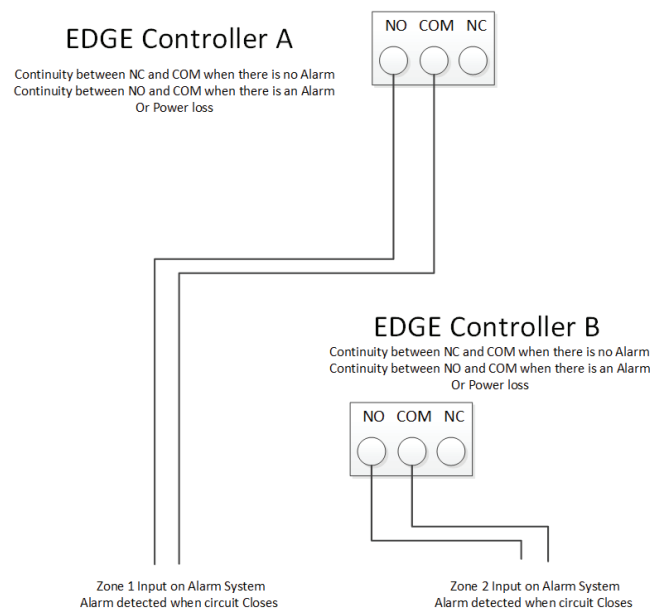 EDGE Controller A
Continuity between NC and COM when there is no Alarm
Continuity between NO and COM when there is an Alarm
Or Power loss
NO COM NC
EDGE Controller B
Continuity between NC and COM when there is no Alarm
Continuity between NO and COM when there is an Alarm
Or Power loss
NO COM NC
Zone 1 Input on Alarm System
Alarm detected when circuit Closes
Zone 2 Input on Alarm System
Alarm detected when circuit Closes